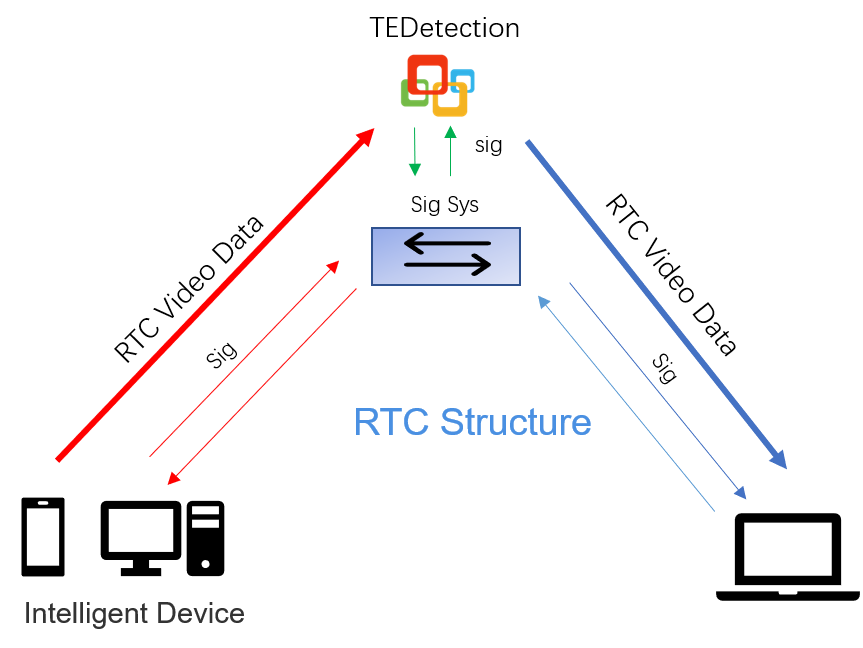 TEDetection
sig
Sig Sys
RTC Video Data
RTC Video Data
Sig
Sig
RTC Structure
Intelligent Device